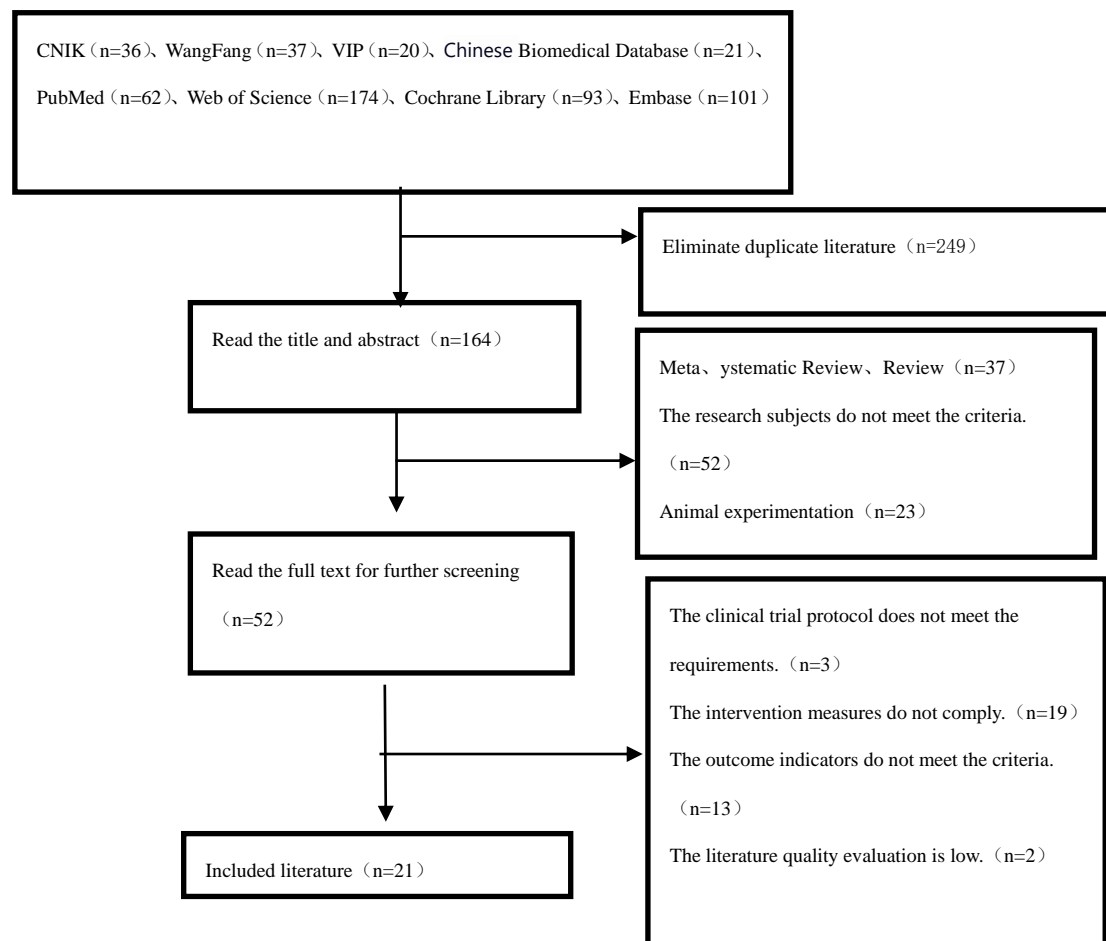 CNIK（n=36）、WangFang（n=37）、VIP（n=20）、Chinese Biomedical Database（n=21）、
PubMed（n=62）、Web of Science（n=174）、Cochrane Library（n=93）、Embase（n=101）
Eliminate duplicate literature（n=249）
Read the title and abstract（n=164）
Meta、ystematic Review、Review（n=37）
The research subjects do not meet the criteria.
（n=52）
Animal experimentation（n=23）
Read the full text for further screening
（n=52）
The clinical trial protocol does not meet the
requirements.（n=3）
The intervention measures do not comply.（n=19）
The outcome indicators do not meet the criteria.
（n=13）
The literature quality evaluation is low.（n=2）
Included literature（n=21）